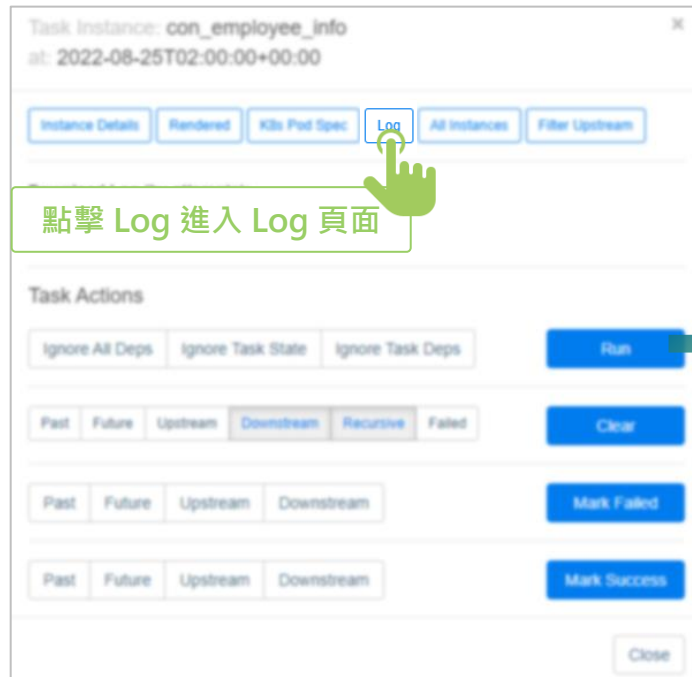 Task Instance: con_employee_info
at: 2022-08-25T02:00:00+00:00
×
Instance Details Rendered K8s Pod Spec Log All Instances Filter Upstream
點擊 Log 進入 Log 頁面
Task Actions
Ignore All Deps Ignore Task State Ignore Task Deps Run
Past Future Upstream Downstream Recursive Failed Clear
Past Future Upstream Downstream Mark Failed
Past Future Upstream Downstream Mark Success
Close